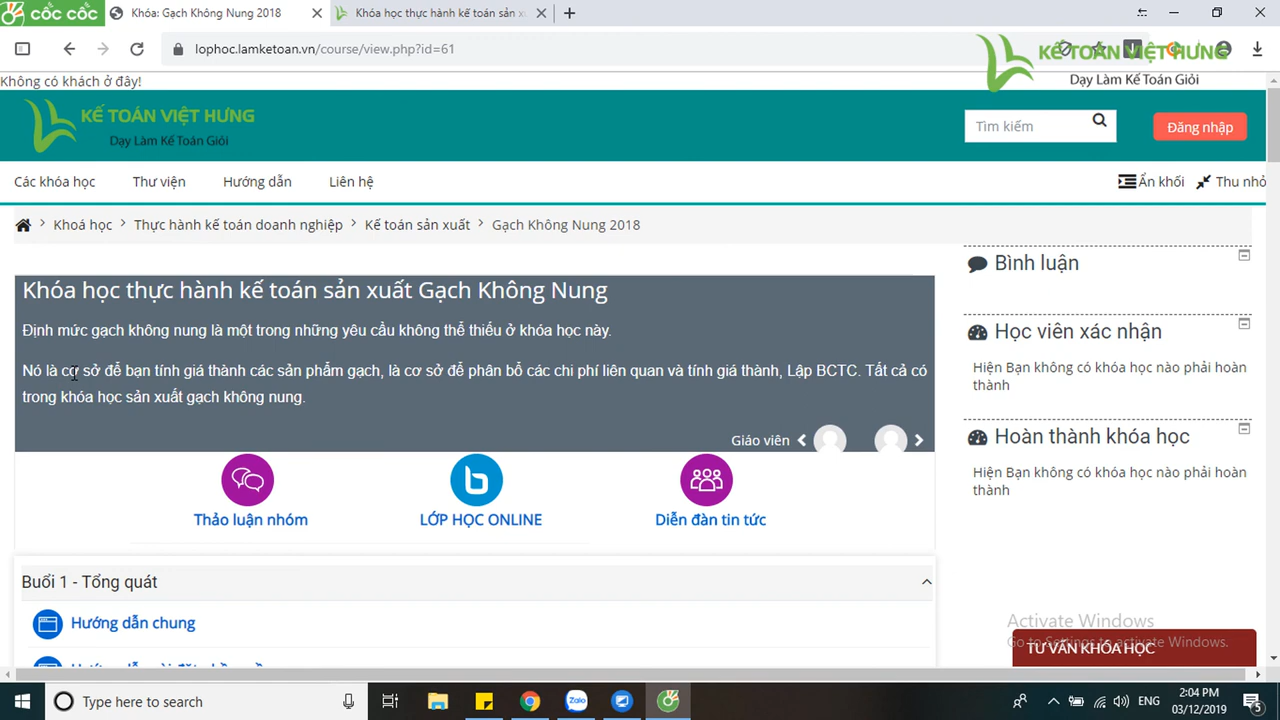 CỐC CỐC
Khóa: Gạch Không Nung 2018
Khóa học thực hành kế toán sản x
lophoc.lamketoan.vn/course/view.php?id=61
KẾ TOÁN VIỆT HƯNG
Dạy Làm Kế Toán Giỏi
Không có khách ở đây!
KẾ TOÁN VIỆT HƯNG
Dạy Làm Kế Toán Giỏi
Tìm kiếm
Đăng nhập
Các khóa học
Thư viện
Hướng dẫn
Liên hệ
Ẩn khối
Thu nhỏ
Khoá học
Thực hành kế toán doanh nghiệp
Kế toán sản xuất
Gạch Không Nung 2018
Khóa học thực hành kế toán sản xuất Gạch Không Nung
Định mức gạch không nung là một trong những yêu cầu không thể thiếu ở khóa học này.
Nó là cơ sở để bạn tính giá thành các sản phẩm gạch, là cơ sở để phân bổ các chi phí liên quan và tính giá thành, Lập BCTC. Tất cả có
trong khóa học sản xuất gạch không nung.
Giáo viên
Thảo luận nhóm
LỚP HỌC ONLINE
Diễn đàn tin tức
Buổi 1 - Tổng quát
Hướng dẫn chung
Bình luận
Học viên xác nhận
Hiện Bạn không có khóa học nào phải hoàn
thành
Hoàn thành khóa học
Hiện Bạn không có khóa học nào phải hoàn
thành
Activate Windows
Go to Settings to activate Windows.
TƯ VẤN KHÓA HỌC
Type here to search
Zalo
ENG
2:04 PM
03/12/2019
5